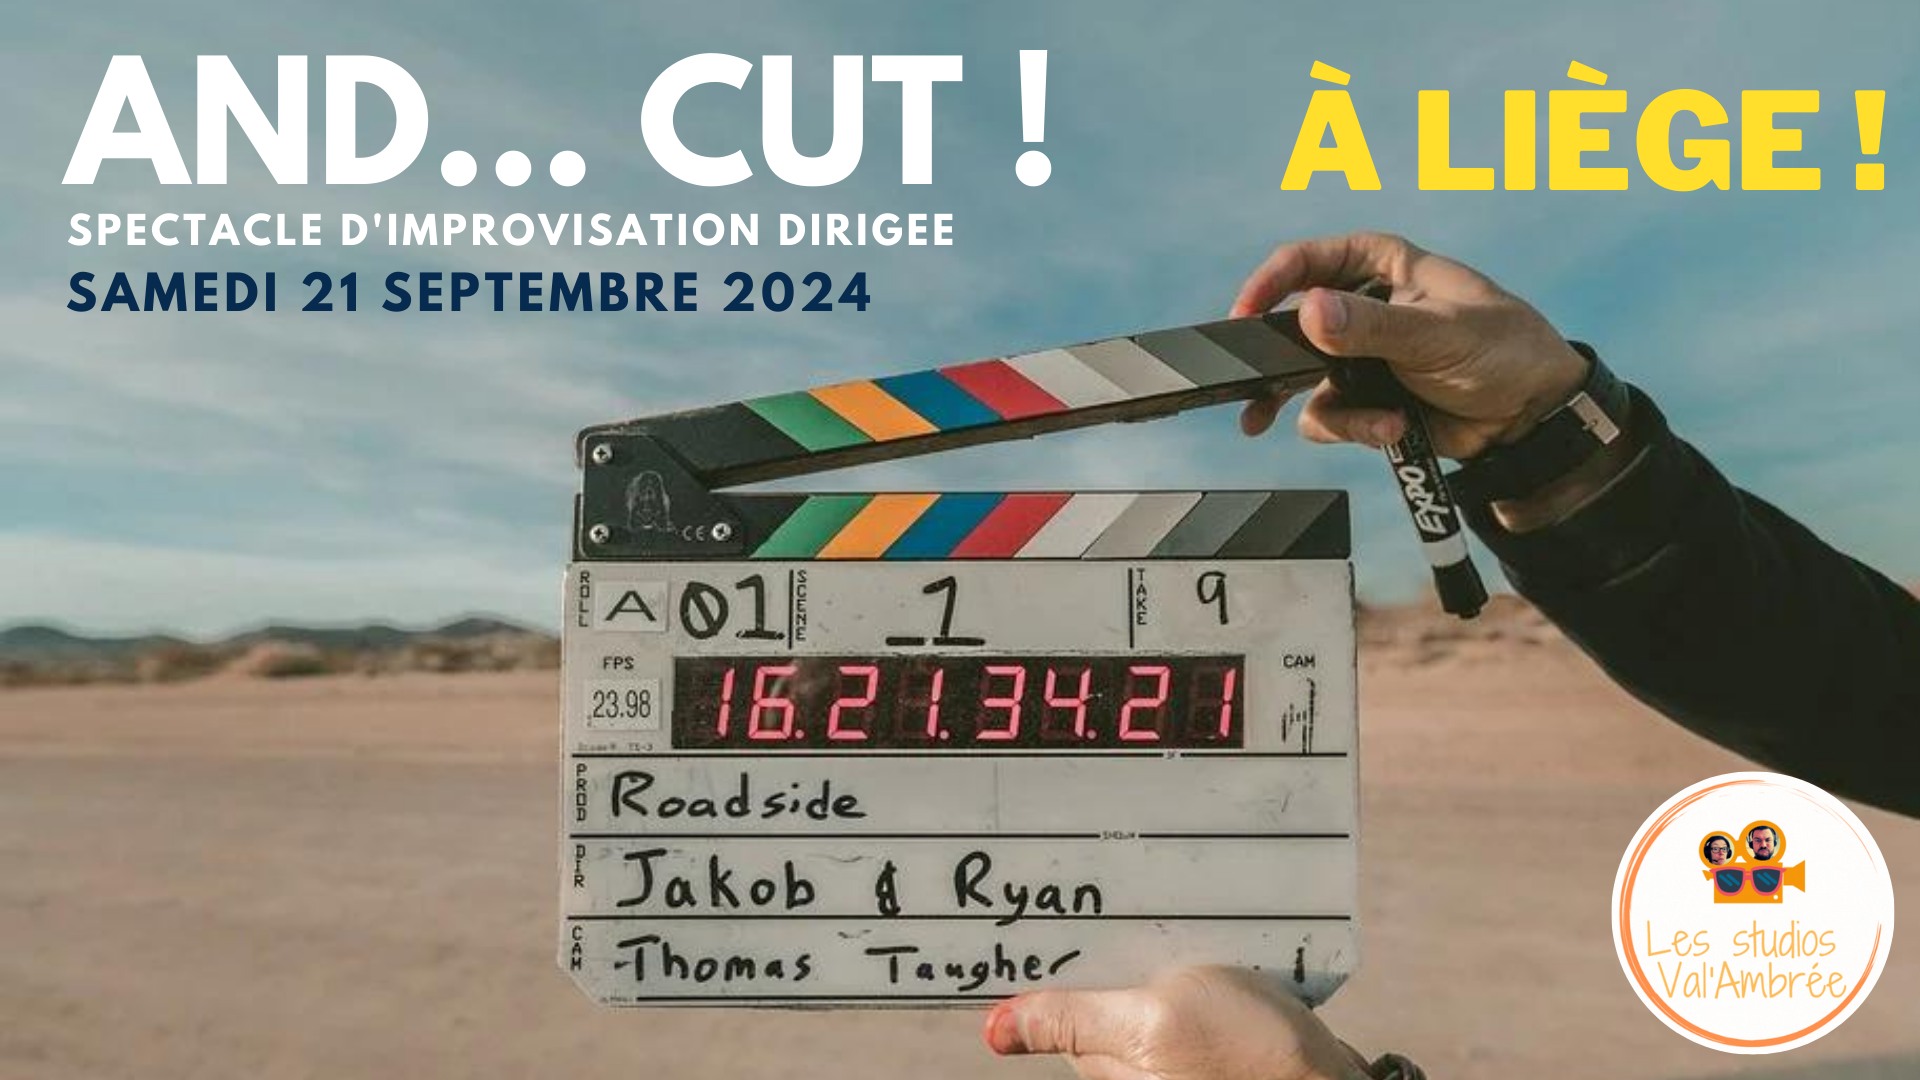 AND... CUT !
À LIÈGE !
SPECTACLE D'IMPROVISATION DIRIGEE
SAMEDI 21 SEPTEMBRE 2024
EXPO
CE
ROLL
A 01
SCENE
1
TAKE
9
FPS
23.98
16.21.34.21
CAM
PROD
Roadside
DIR
Jakob & Ryan
CAM
Thomas Taugher
Les studios
Val'Ambrée